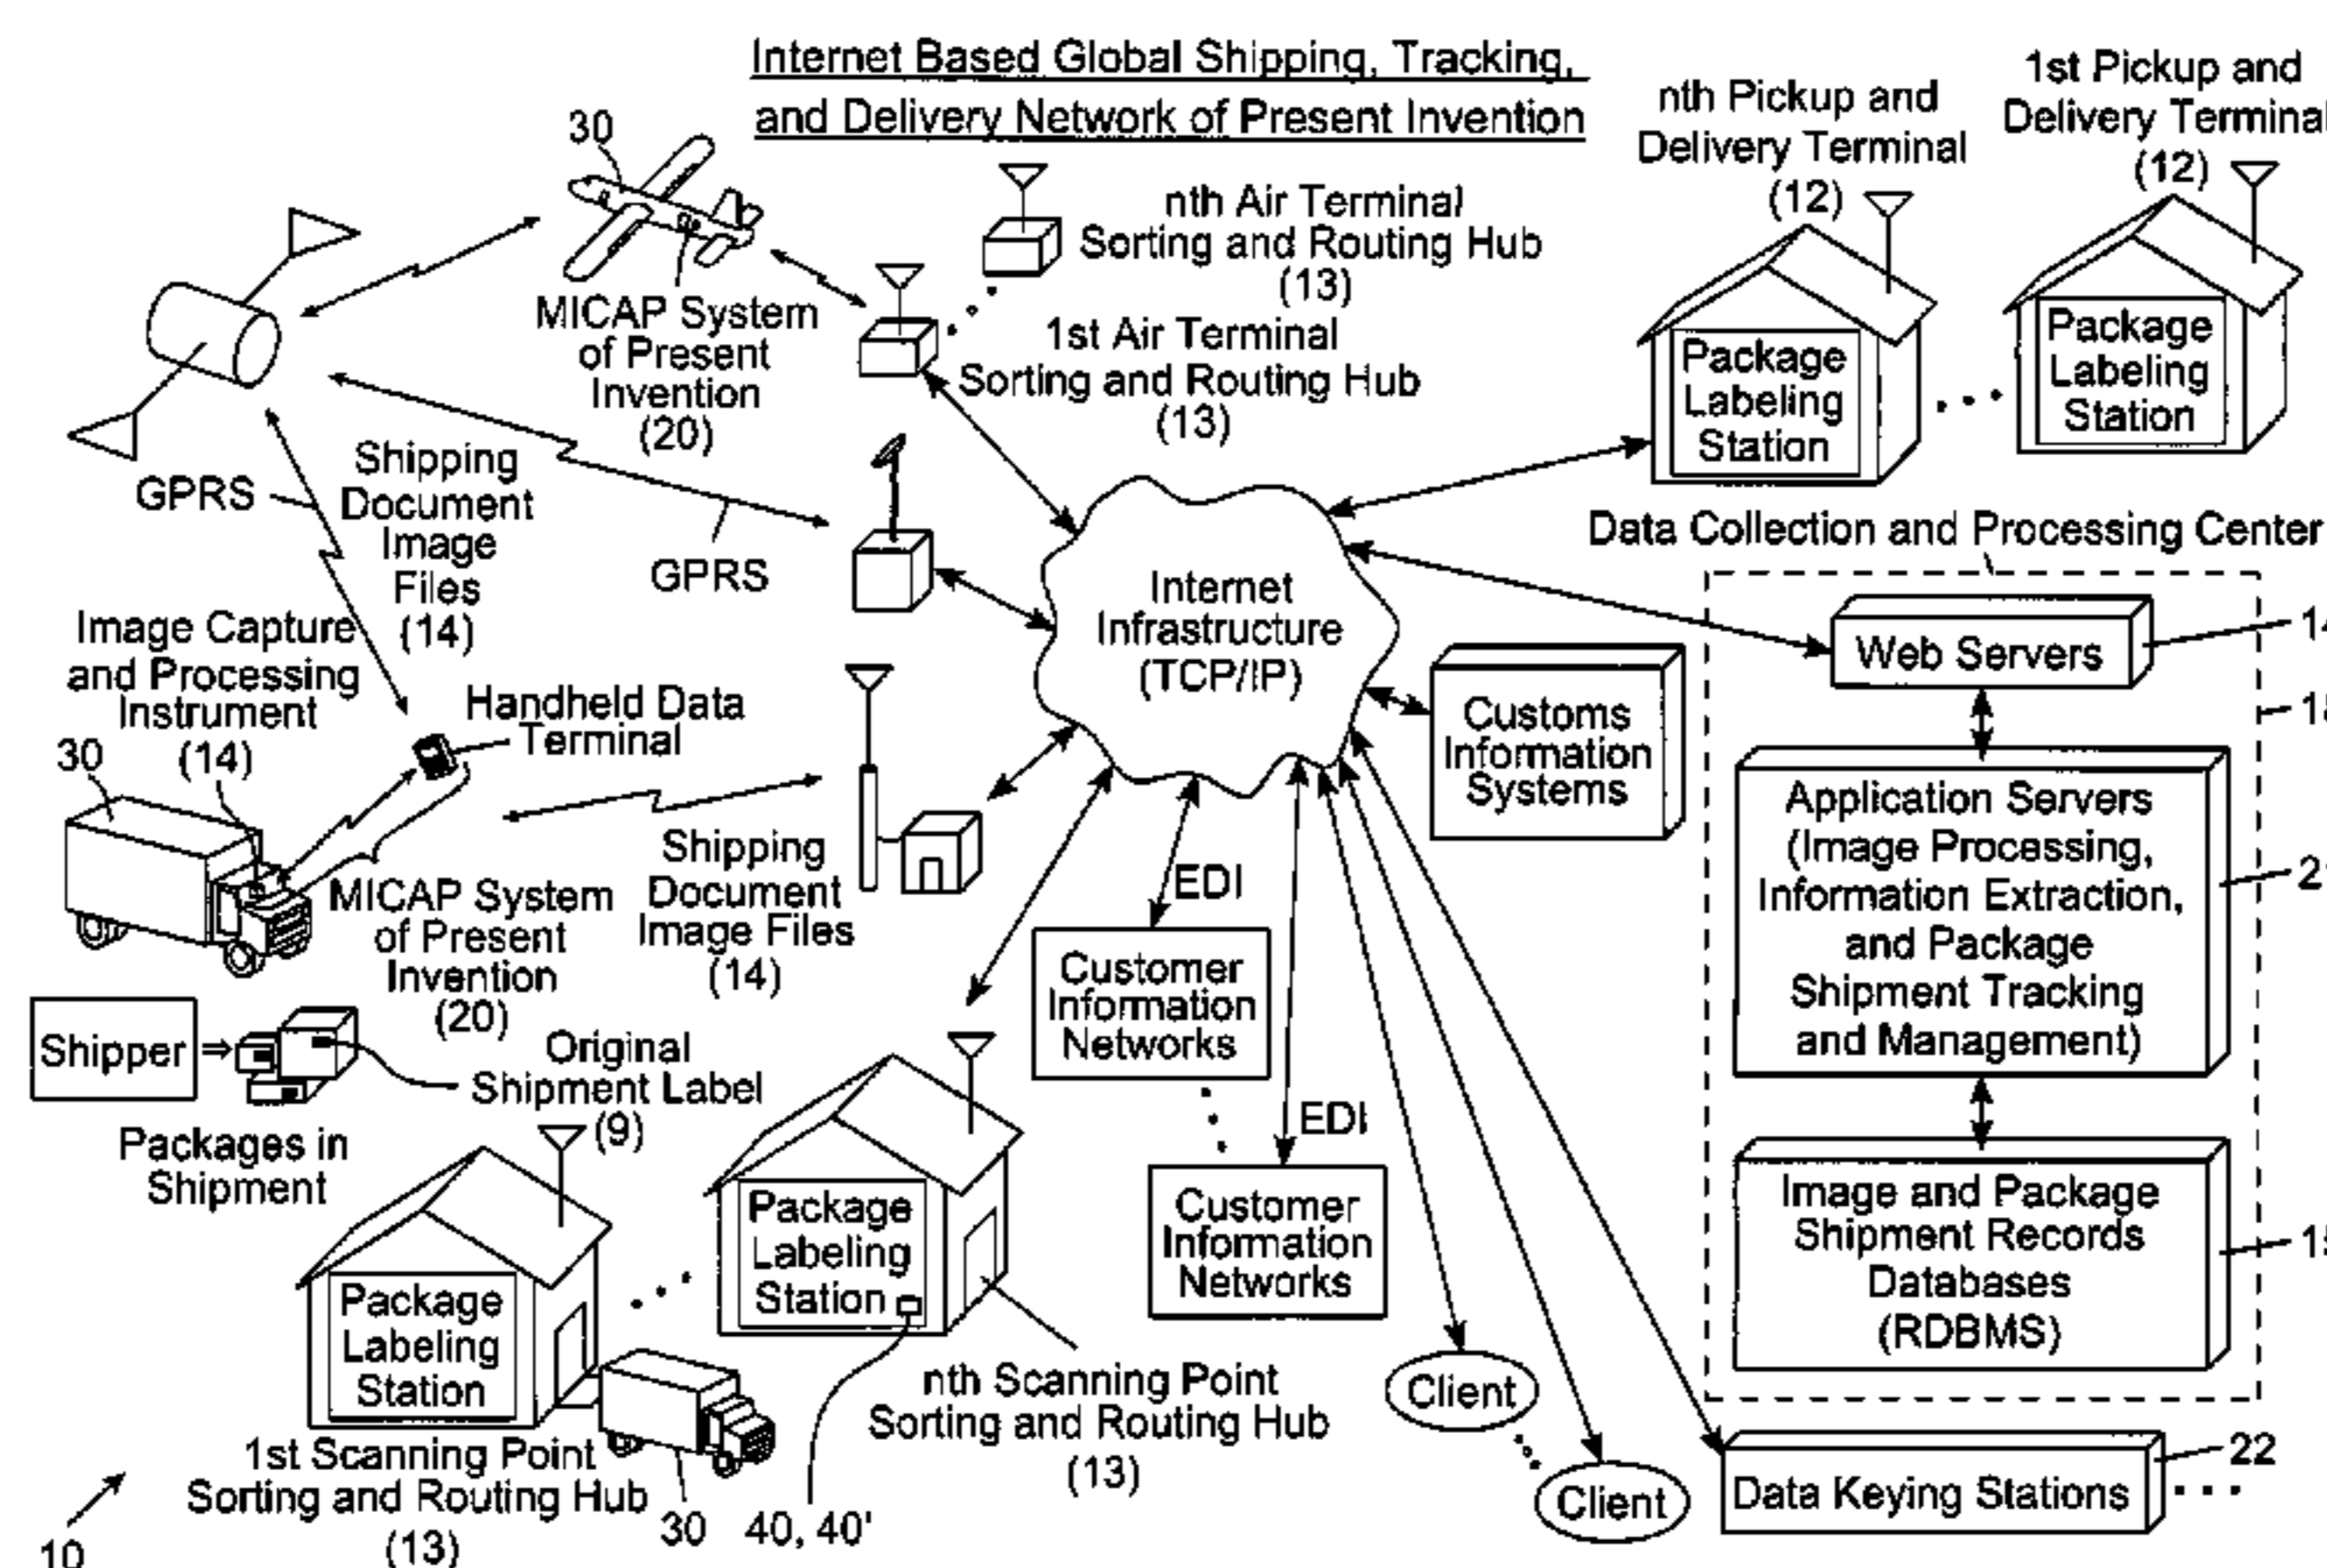 Internet Based Global Shipping, Tracking,
and Delivery Network of Present Invention
30
nth Air Terminal
Sorting and Routing Hub
(13)
1st Air Terminal
Sorting and Routing Hub
(13)
MICAP System
of Present
Invention
(20)
nth Pickup and
Delivery Terminal
(12)
1st Pickup and
Delivery Terminal
(12)
Package
Labeling
Station
Package
Labeling
Station
GPRS
Shipping
Document
Image
Files
(14)
GPRS
Internet
Infrastructure
(TCP/IP)
Data Collection and Processing Center
Web Servers
Application Servers
(Image Processing,
Information Extraction,
and Package
Shipment Tracking
and Management)
Image and Package
Shipment Records
Databases
(RDBMS)
Customs
Information
Systems
Image Capture
and Processing
Instrument
(14)
30
Handheld Data
Terminal
MICAP System
of Present
Invention
(20)
Shipping
Document
Image Files
(14)
EDI
Customer
Information
Networks
EDI
Customer
Information
Networks
Shipper
Original
Shipment Label
(9)
Packages in
Shipment
Package
Labeling
Station
Package
Labeling
Station
1st Scanning Point
Sorting and Routing Hub
(13)
30
40, 40'
nth Scanning Point
Sorting and Routing Hub
(13)
Client
Client
Data Keying Stations
22
10